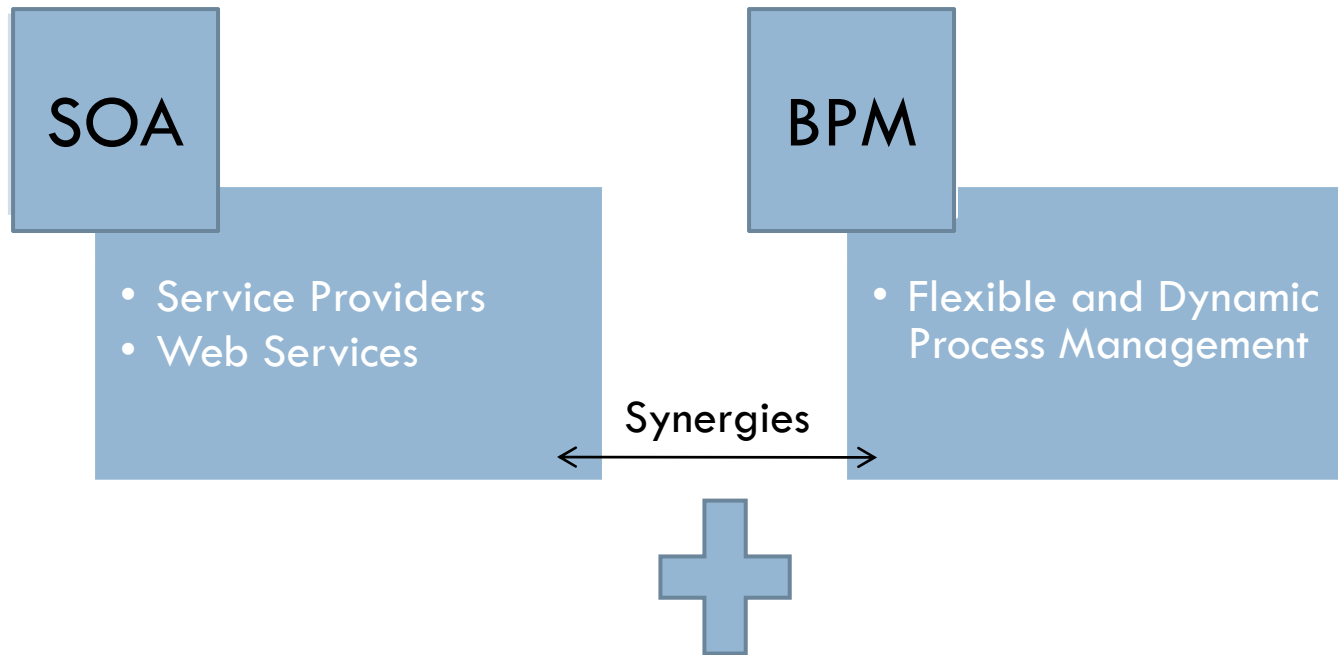 SOA
• Service Providers
• Web Services
Synergies
BPM
• Flexible and Dynamic
Process Management